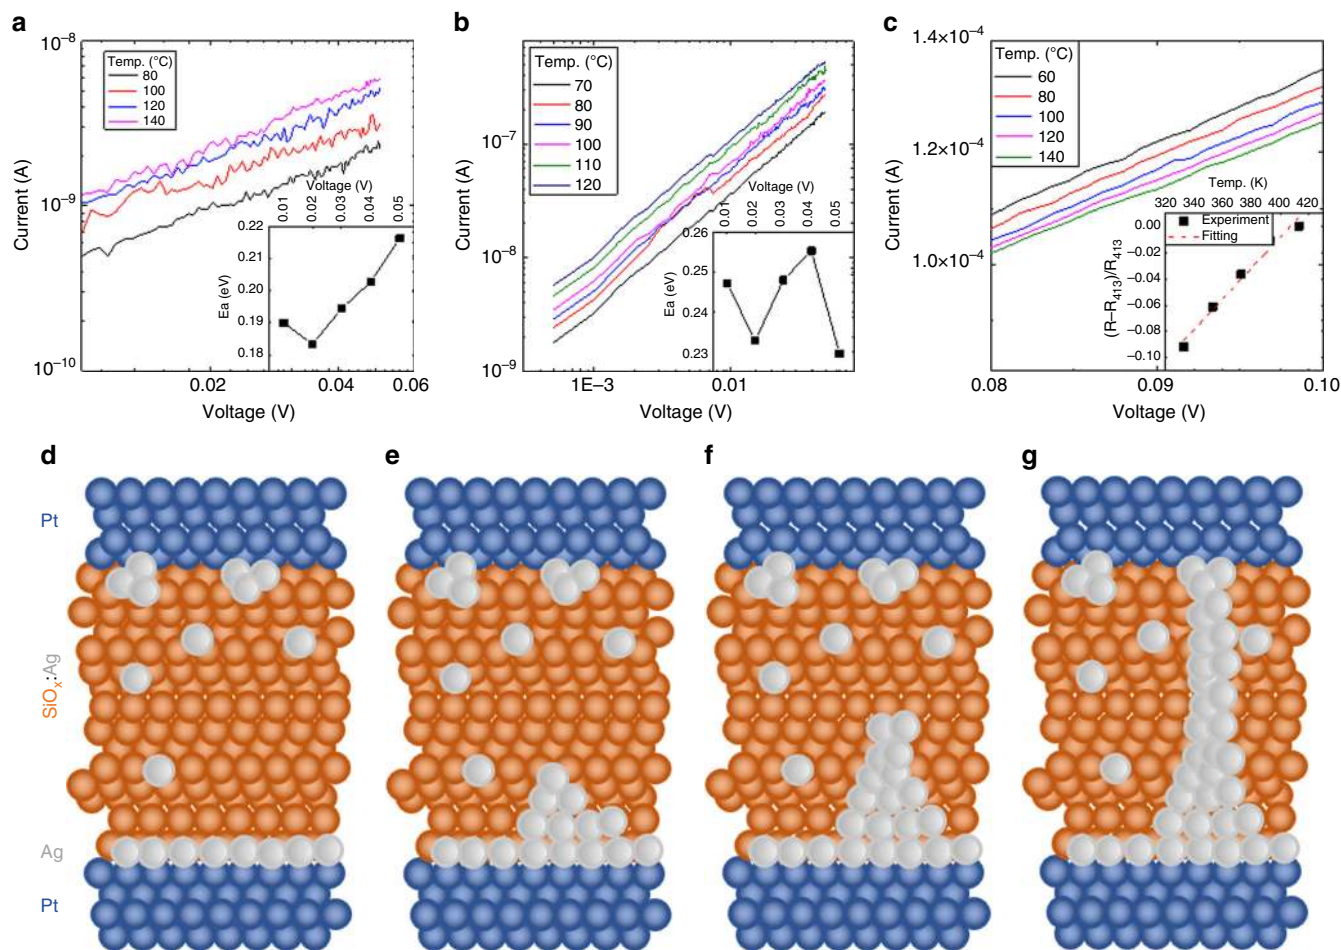 a
10⁻⁸
10⁻⁹
10⁻¹⁰
Current (A)
Temp. (°C)
80
100
120
140
0.02
0.04
0.06
Voltage (V)
Voltage (V)
0.01
0.02
0.03
0.04
0.05
0.22
0.21
0.20
0.19
0.18
Ea (eV)
b
10⁻⁷
10⁻⁸
10⁻⁹
Current (A)
Temp. (°C)
70
80
90
100
110
120
1E−3
0.01
Voltage (V)
Voltage (V)
0.01
0.02
0.03
0.04
0.05
0.26
0.25
0.24
0.23
Ea (eV)
c
1.4×10⁻⁴
1.2×10⁻⁴
1.0×10⁻⁴
Current (A)
Temp. (°C)
60
80
100
120
140
0.08
0.09
0.10
Voltage (V)
Temp. (K)
320 340 360 380 400 420
Experiment
Fitting
0.00
−0.04
−0.06
−0.08
−0.10
(R−R₄₁₃)/R₄₁₃
d
e
f
g
Pt
SiOₓ:Ag
Ag
Pt